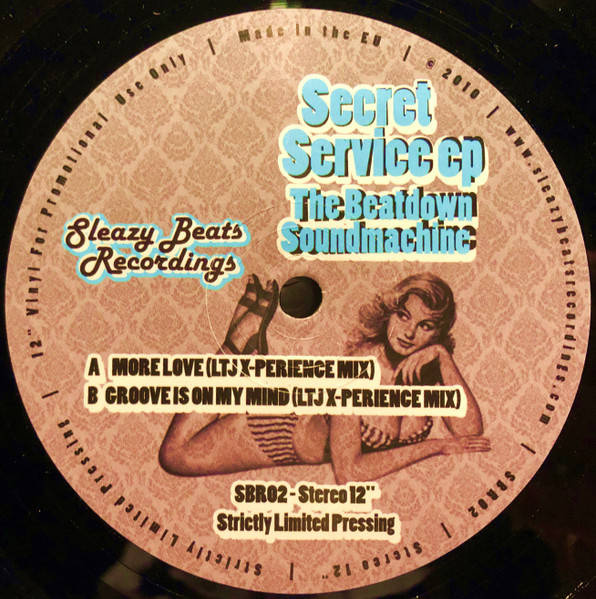 Secret
Service ep
The Beatdown
Soundmachine
Sleazy Beats
Recordings
A MORE LOVE (LTJ X-PERIENCE MIX)
B GROOVE IS ON MY MIND (LTJ X-PERIENCE MIX)
SBR02 - Stereo 12"
Strictly Limited Pressing
12" Vinyl For Promotional Use Only | Made in the EU | © 2010 | www.sleazybeatsrecordings.com | SBR02 | Stereo 12" | Strictly Limited Pressing |